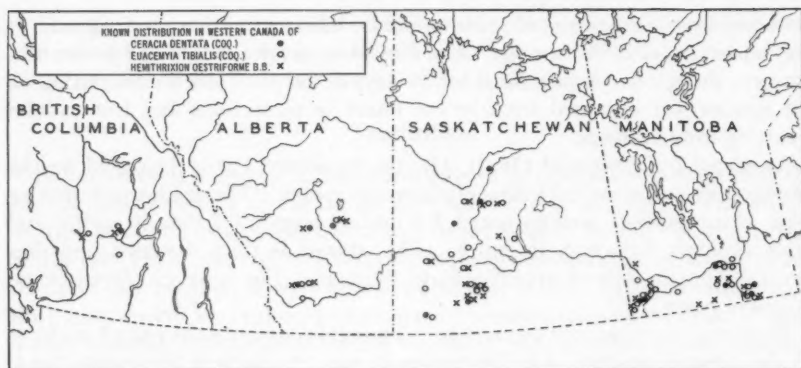 KNOWN DISTRIBUTION IN WESTERN CANADA OF
CERACIA DENTATA (COQ.)
EUACEMYIA TIBIALIS (COQ.)
HEMITHRIXION OESTRIFORME B.B.
BRITISH
COLUMBIA ALBERTA SASKATCHEWAN MANITOBA